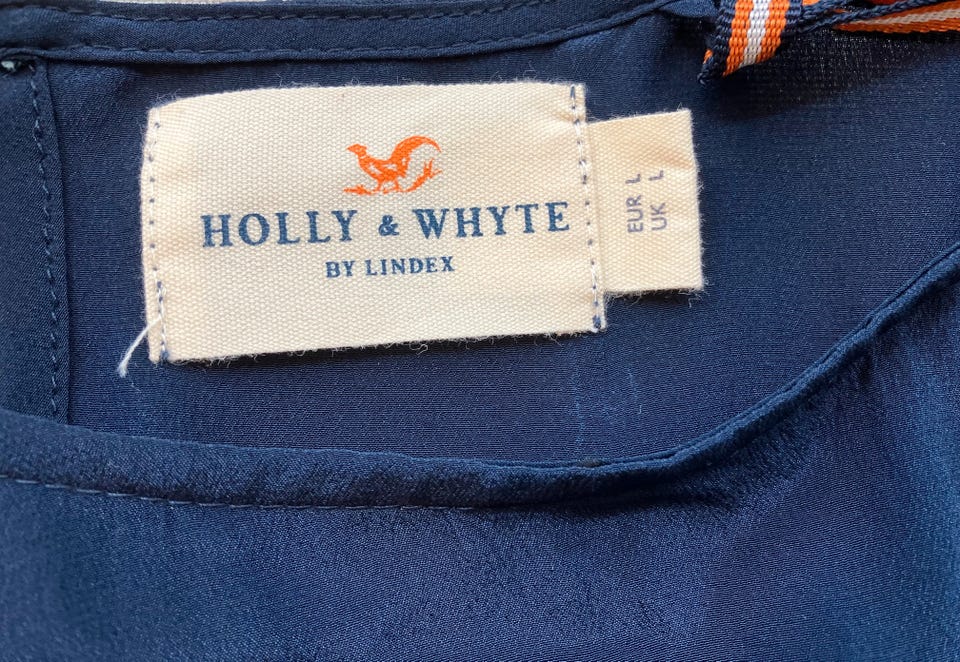 HOLLY & WHYTE
BY LINDEX
EUR L
UK L